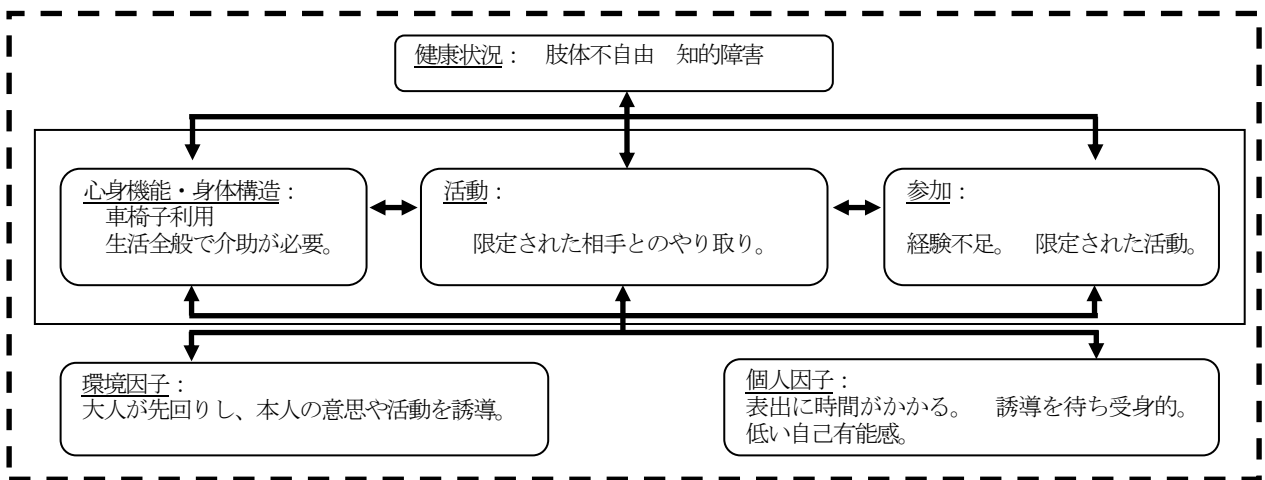 健康状況： 肢体不自由 知的障害
心身機能・身体構造：
車椅子利用
生活全般で介助が必要。
活動：
限定された相手とのやり取り。
参加：
経験不足。 限定された活動。
環境因子：
大人が先回りし、本人の意思や活動を誘導。
個人因子：
表出に時間がかかる。 誘導を待ち受身的。
低い自己有能感。